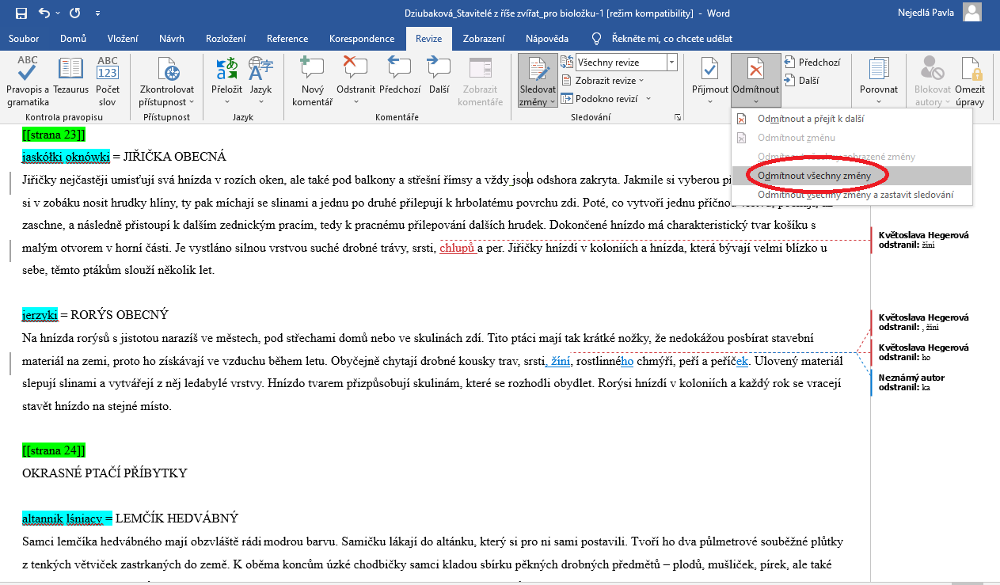 Dziubaková_Stavitelé z říše zvířat_pro bioložku-1 [režim kompatibility] - Word
Nejedlá Pavla
Soubor Domů Vložení Návrh Rozložení Reference Korespondence Revize Zobrazení Nápověda Řekněte mi, co chcete udělat
ABC
Pravopis a gramatika
Tezaurus
ABC
123
Počet slov
Kontrola pravopisu
Zkontrolovat přístupnost
Přístupnost
Přeložit
Jazyk
Jazyk
Nový komentář
Odstranit
Předchozí
Další
Zobrazit komentáře
Komentáře
Sledovat změny
Všechny revize
Zobrazit revize
Podokno revizí
Sledování
Přijmout
Odmítnout
Předchozí
Další
Porovnat
Blokovat autory
Omezit úpravy
Odmítnout a přejít k další
Odmítnout změnu
Odmítnout všechny zobrazené změny
Odmítnout všechny změny
Odmítnout všechny změny a zastavit sledování
[[strana 23]]
jaskółki oknówki = JIŘIČKA OBECNÁ
Jiřičky nejčastěji umisťují svá hnízda v rozích oken, ale také pod balkony a střešní římsy a vždy jsou odshora zakryta. Jakmile si vyberou
si v zobáku nosit hrudky hlíny, ty pak míchají se slinami a jednu po druhé přilepují k hrbolatému povrchu zdi. Poté, co vytvoří jednu
zaschne, a následně přistoupí k dalším zednickým pracím, tedy k pracnému přilepování dalších hrudek. Dokončené hnízdo má charakteristický tvar košíku s
malým otvorem v horní části. Je vystláno silnou vrstvou suché drobné trávy, srsti, chlupů a per. Jiřičky hnízdí v koloniích a hnízda, která bývají velmi blízko u
sebe, těmto ptákům slouží několik let.
Květoslava Hegerová
odstranil: žíní
jerzyki = RORÝS OBECNÝ
Na hnízda rorýsů s jistotou narazíš ve městech, pod střechami domů nebo ve skulinách zdí. Tito ptáci mají tak krátké nožky, že nedokážou posbírat stavební
materiál na zemi, proto ho získávají ve vzduchu během letu. Obyčejně chytají drobné kousky trav, srsti, žíní, rostlinného chmýří, peří a peříček. Ulovený materiál
slepují slinami a vytvářejí z něj ledabylé vrstvy. Hnízdo tvarem přizpůsobují skulinám, které se rozhodli obydlet. Rorýsi hnízdí v koloniích a každý rok se vracejí
stavět hnízdo na stejné místo.
Květoslava Hegerová
odstranil: , žíní
Květoslava Hegerová
odstranil: ho
Neznámý autor
odstranil: ka
[[strana 24]]
OKRASNÉ PTAČÍ PŘÍBYTKY
altannik lśniący = LEMČÍK HEDVÁBNÝ
Samci lemčíka hedvábného mají obzvláště rádi modrou barvu. Samičku lákají do altánku, který si pro ni sami postavili. Tvoří ho dva půlmetrové souběžné plůtky
z tenkých větviček zastrkaných do země. K oběma koncům úzké chodbičky samci kladou sbírku pěkných drobných předmětů – plodů, mušliček, pírek, ale také